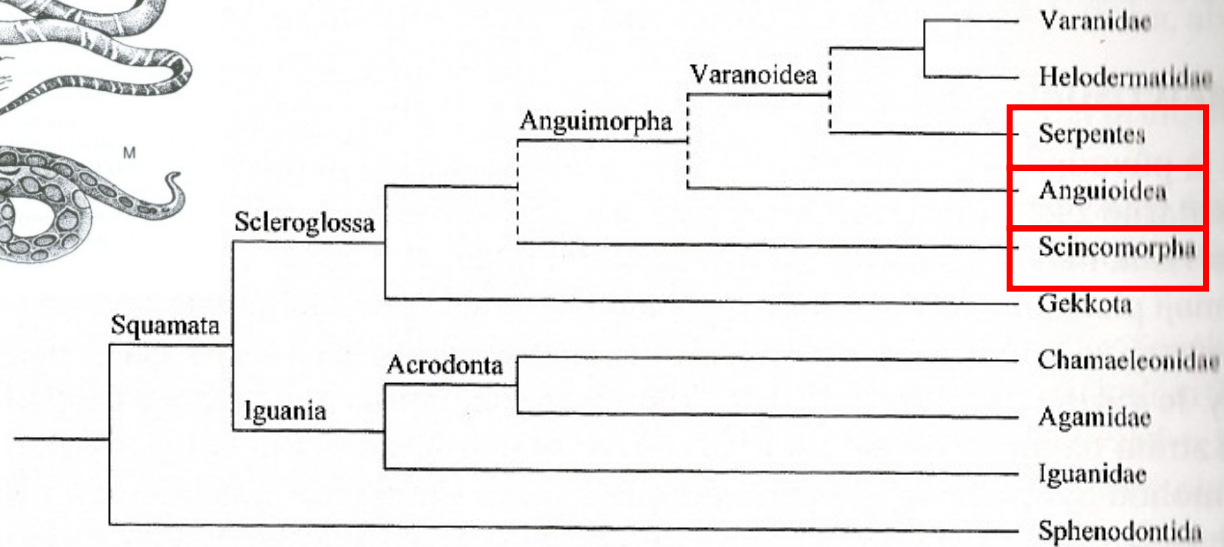 Varanidae
Varanoidea
Helodermatidae
Anguimorpha
Serpentes
M
Anguioidea
Scleroglossa
Scincomorpha
Gekkota
Squamata
Acrodonta
Chamaeleonidae
Iguania
Agamidae
Iguanidae
Sphenodontida